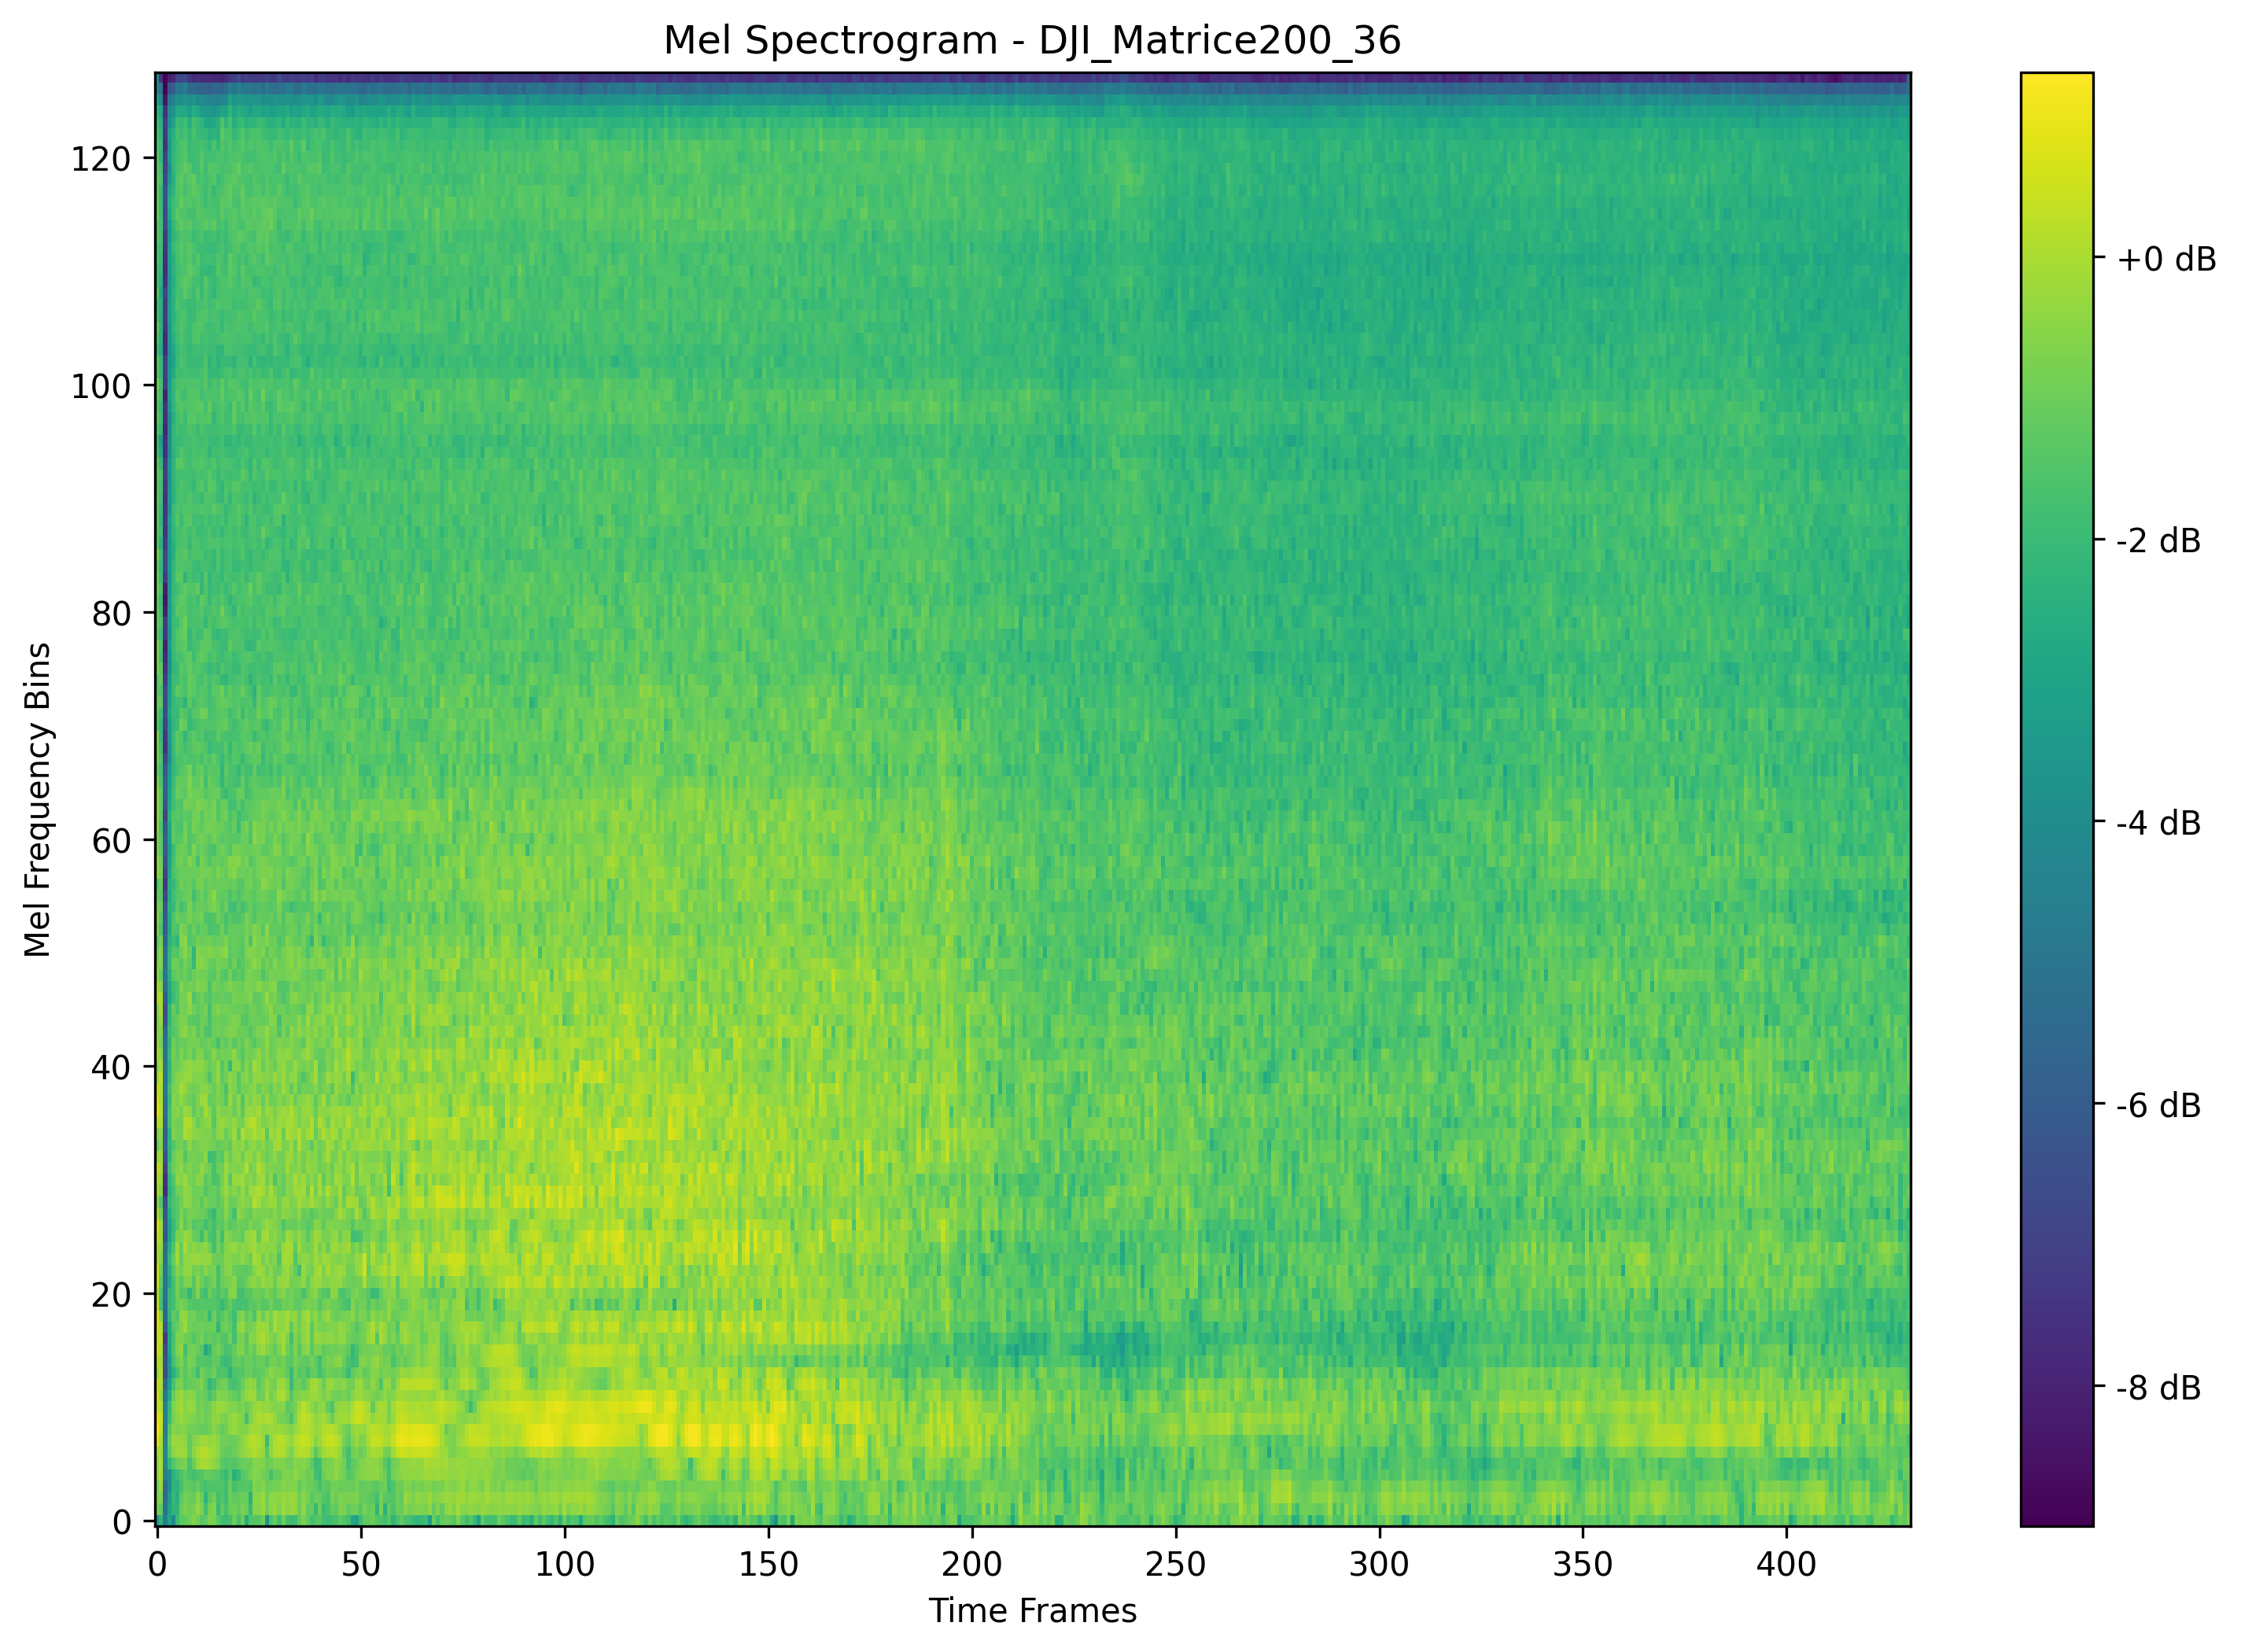 Mel Spectrogram - DJI_Matrice200_36
Mel Frequency Bins
120
100
80
60
40
20
0
0 50 100 150 200 250 300 350 400
Time Frames
+0 dB
-2 dB
-4 dB
-6 dB
-8 dB